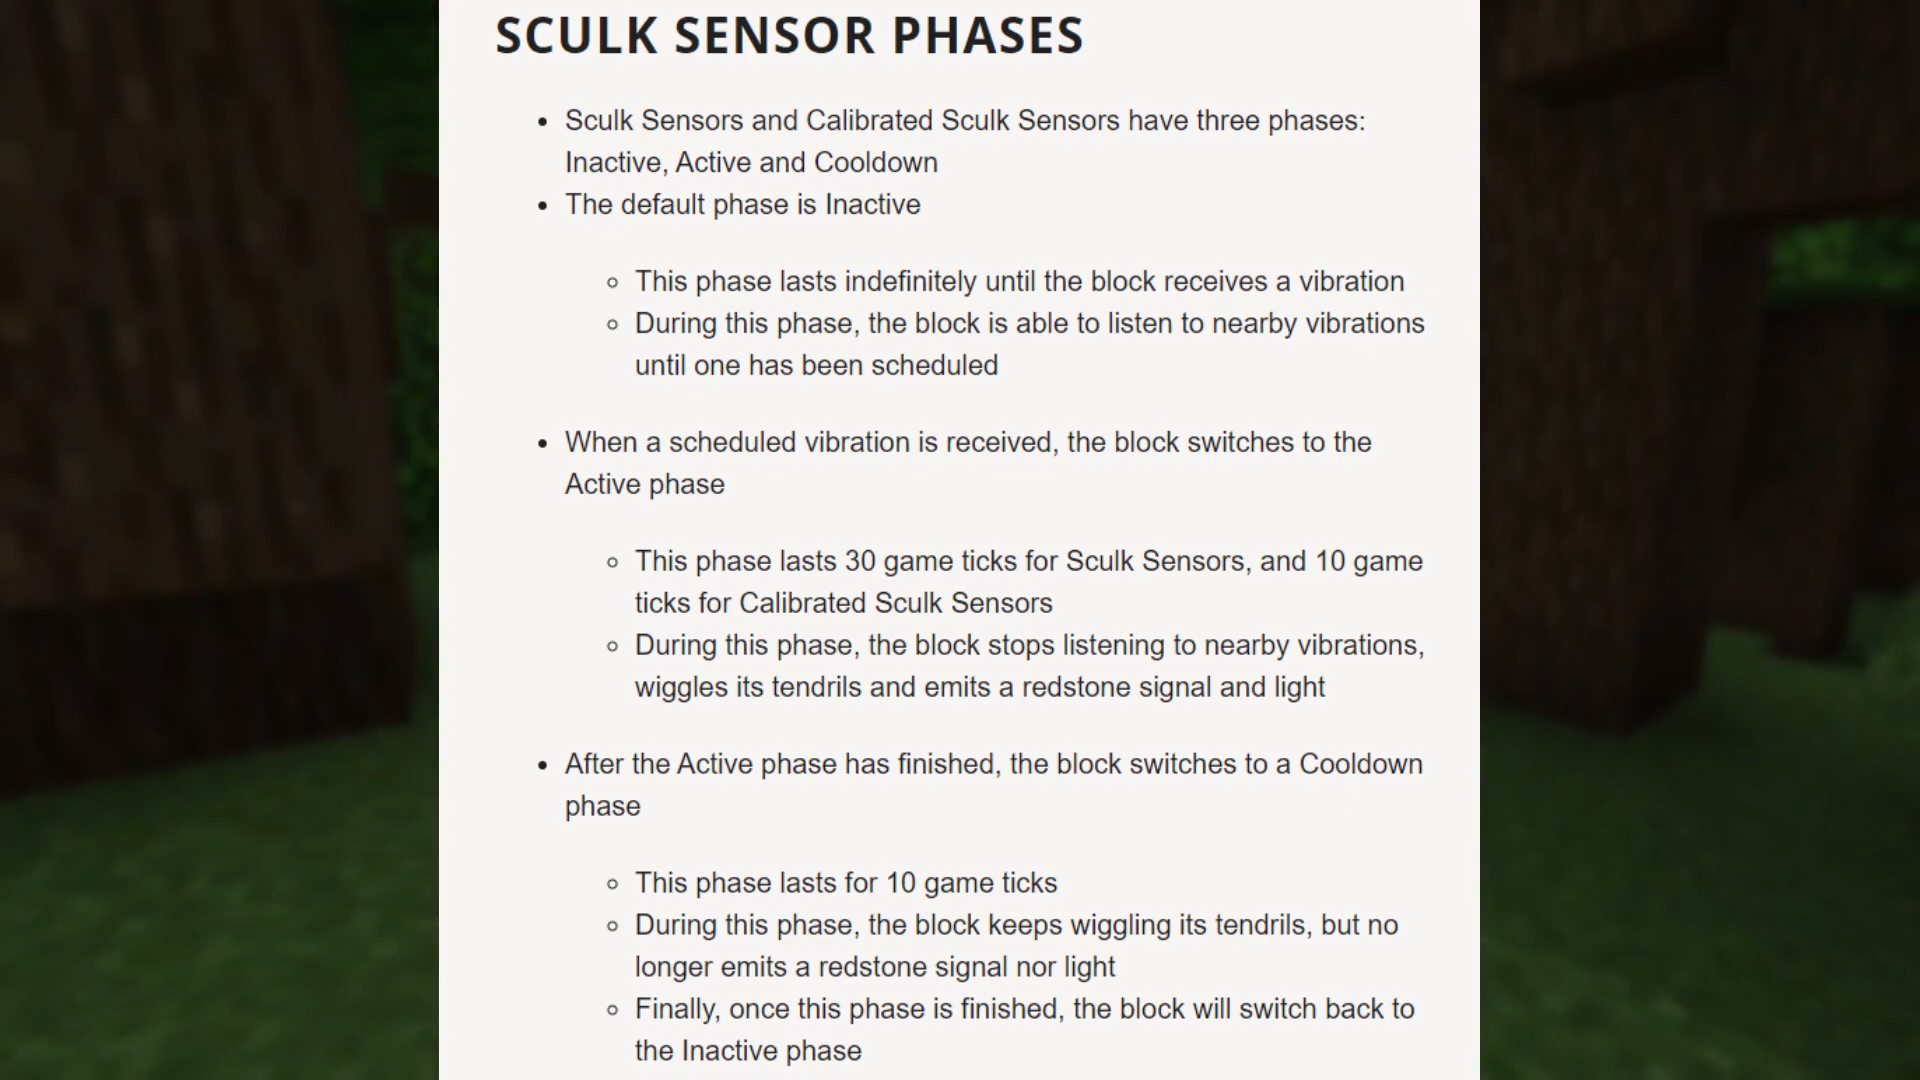 SCULK SENSOR PHASES
• Sculk Sensors and Calibrated Sculk Sensors have three phases:
Inactive, Active and Cooldown
• The default phase is Inactive
◦ This phase lasts indefinitely until the block receives a vibration
◦ During this phase, the block is able to listen to nearby vibrations
until one has been scheduled
• When a scheduled vibration is received, the block switches to the
Active phase
◦ This phase lasts 30 game ticks for Sculk Sensors, and 10 game
ticks for Calibrated Sculk Sensors
◦ During this phase, the block stops listening to nearby vibrations,
wiggles its tendrils and emits a redstone signal and light
• After the Active phase has finished, the block switches to a Cooldown
phase
◦ This phase lasts for 10 game ticks
◦ During this phase, the block keeps wiggling its tendrils, but no
longer emits a redstone signal nor light
◦ Finally, once this phase is finished, the block will switch back to
the Inactive phase